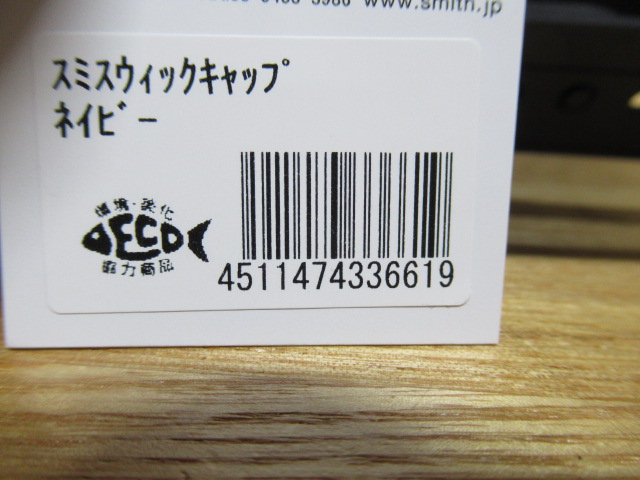 www.smith.jp
ｽﾐｽｳｨｯｸｷｬｯﾌﾟ
ﾈｲﾋﾞｰ
環境・美化
ECO
協力商品
4511474336619